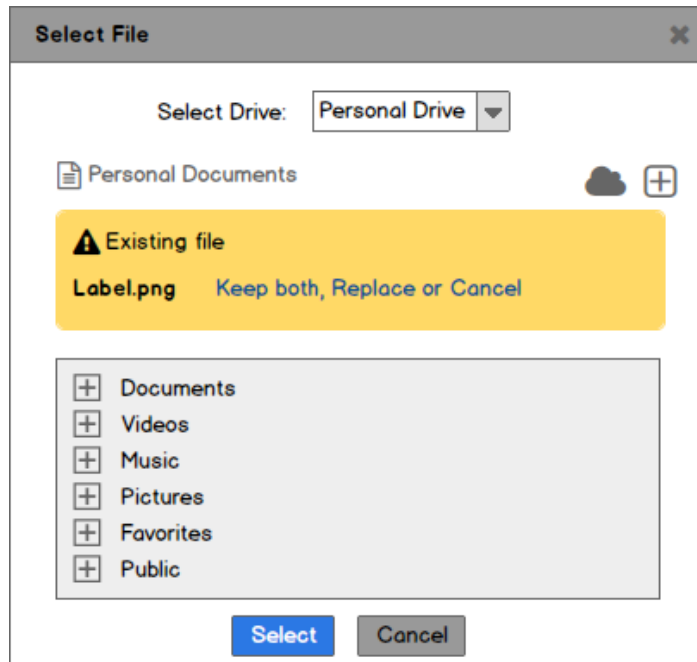 Select File
Select Drive: Personal Drive
Personal Documents
Existing file
Label.png Keep both, Replace or Cancel
Documents
Videos
Music
Pictures
Favorites
Public
Select Cancel